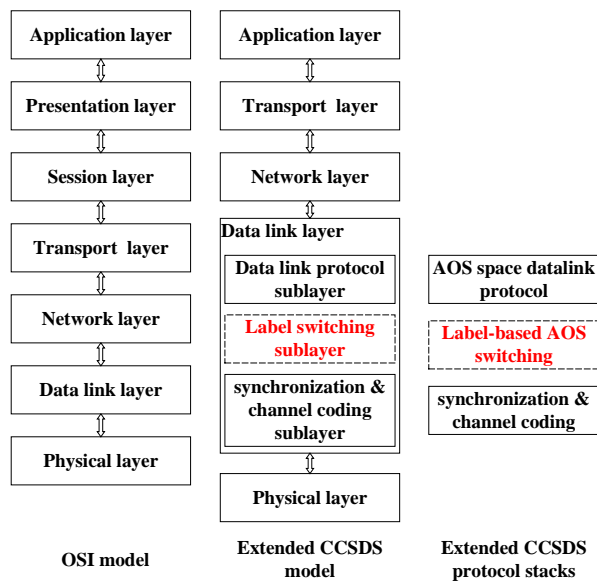 Application layer
Presentation layer
Session layer
Transport layer
Network layer
Data link layer
Physical layer
OSI model
Application layer
Transport layer
Network layer
Data link layer
Data link protocol
sublayer
Label switching
sublayer
synchronization &
channel coding
sublayer
Physical layer
Extended CCSDS
model
AOS space datalink
protocol
Label-based AOS
switching
synchronization &
channel coding
Extended CCSDS
protocol stacks